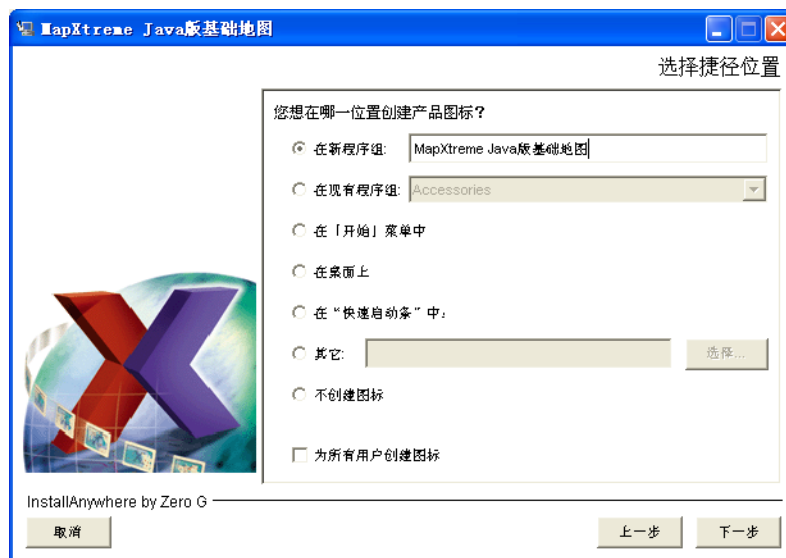 MapXtreme Java版基础地图
选择捷径位置
您想在哪一位置创建产品图标？
在新程序组: MapXtreme Java版基础地图
在现有程序组: Accessories
在「开始」菜单中
在桌面上
在“快速启动条”中：
其它: 选择...
不创建图标
为所有用户创建图标
InstallAnywhere by Zero G
取消 上一步 下一步